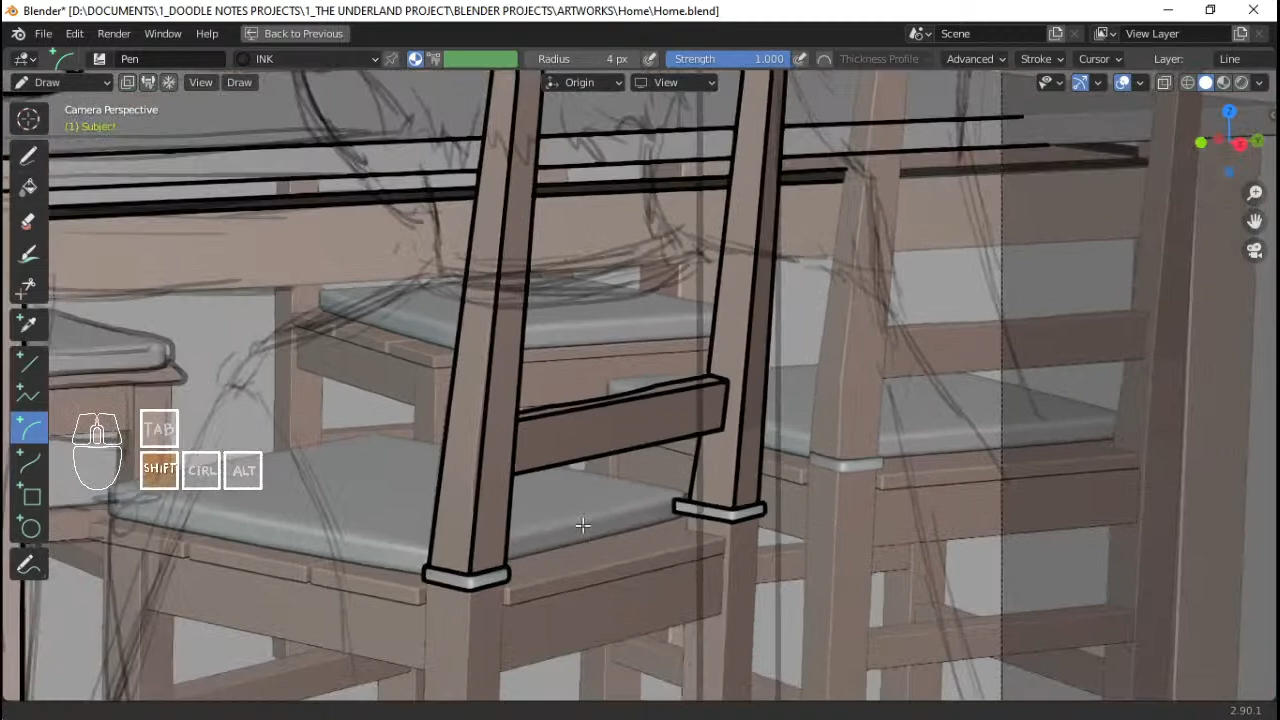 Blender* [D:\DOCUMENTS\1_DOODLE NOTES PROJECTS\1_THE UNDERLAND PROJECT\BLENDER PROJECTS\ARTWORKS\Home\Home.blend]
File Edit Render Window Help Back to Previous Scene View Layer
Pen INK Radius 4 px Strength 1.000 Thickness Profile Advanced Stroke Cursor Layer: Line
Draw View Draw Origin View
Camera Perspective
(1) Subject
Z
Y
X
TAB
SHIFT CTRL ALT
2.90.1